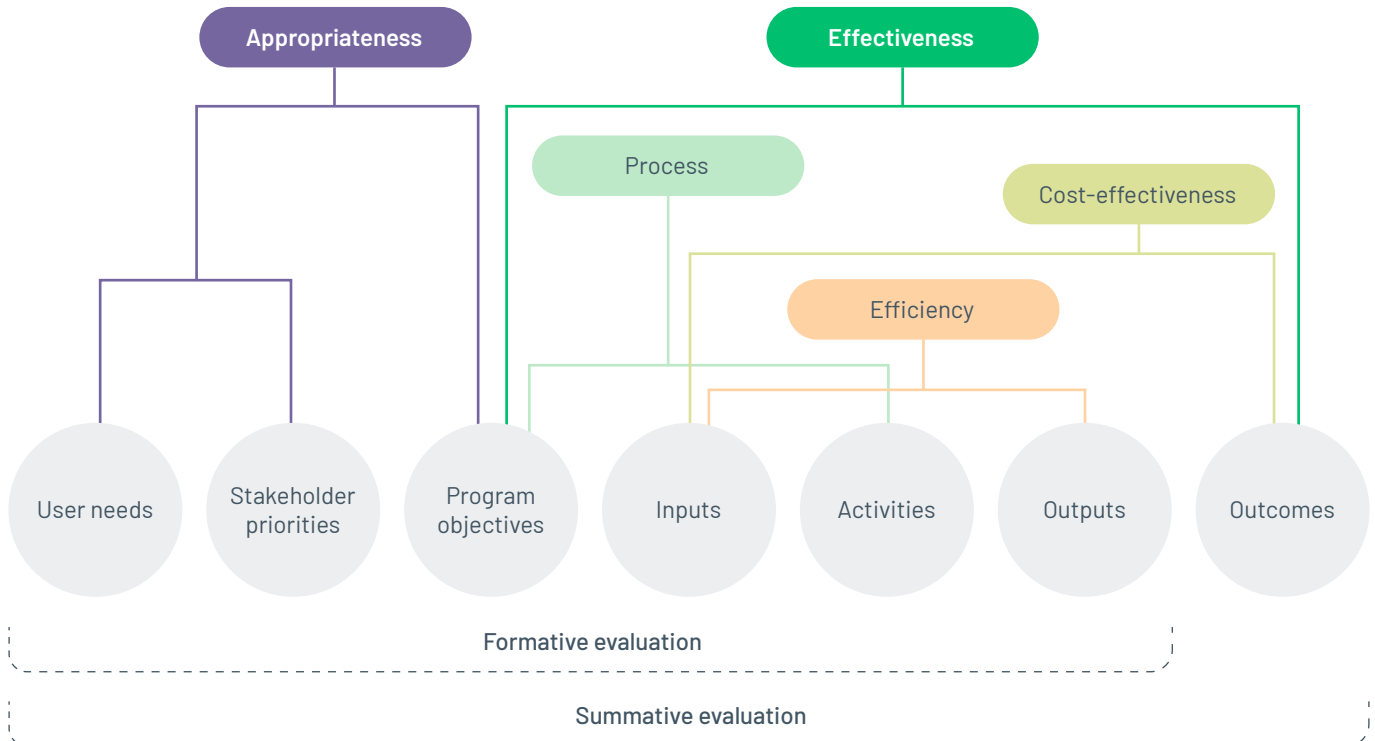 Appropriateness
Effectiveness
Process
Cost-effectiveness
Efficiency
User needs
Stakeholder
priorities
Program
objectives
Inputs
Activities
Outputs
Outcomes
Formative evaluation
Summative evaluation